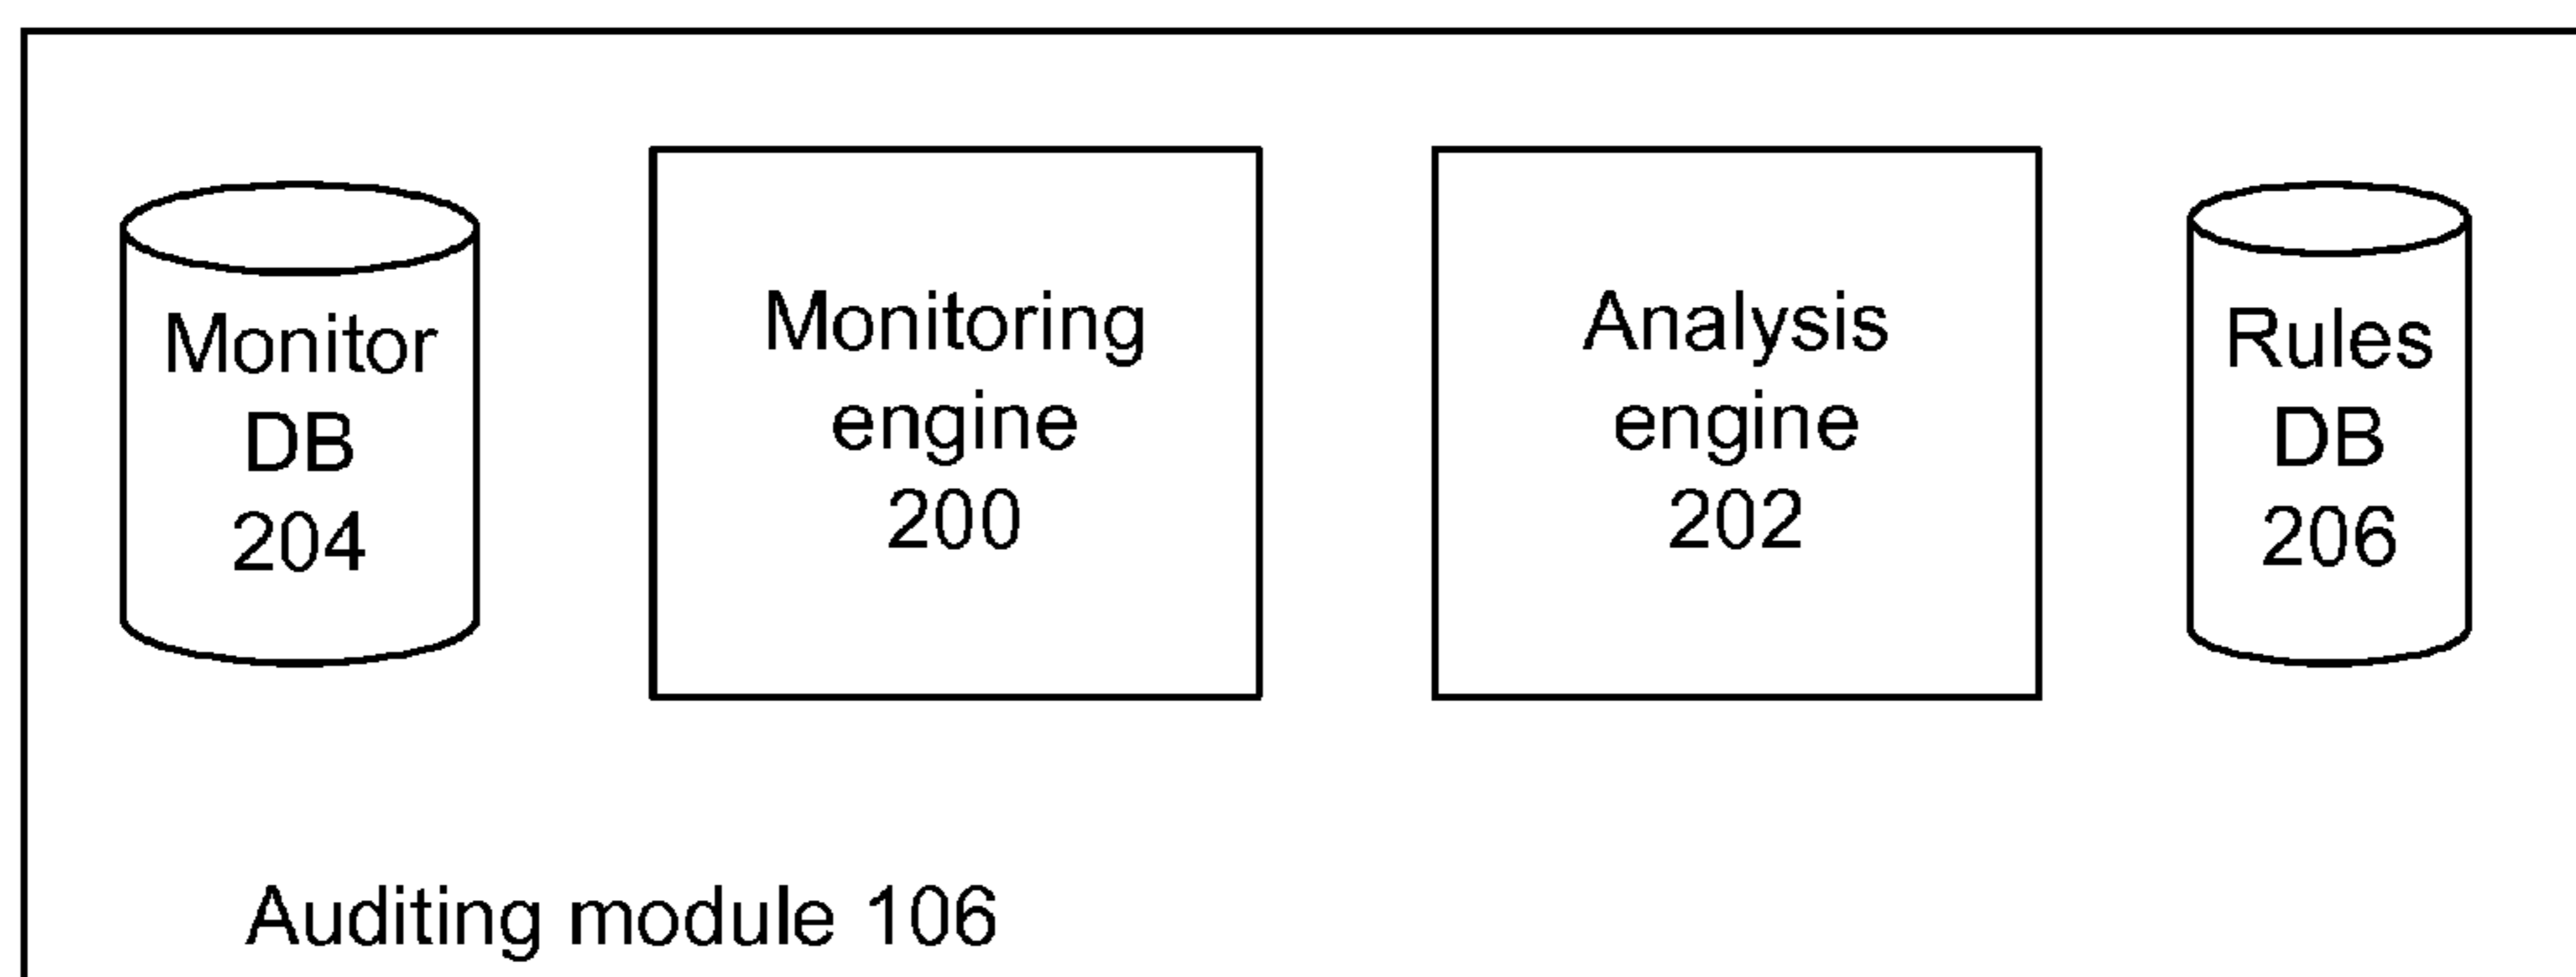 Monitor
DB
204
Monitoring
engine
200
Analysis
engine
202
Rules
DB
206
Auditing module 106